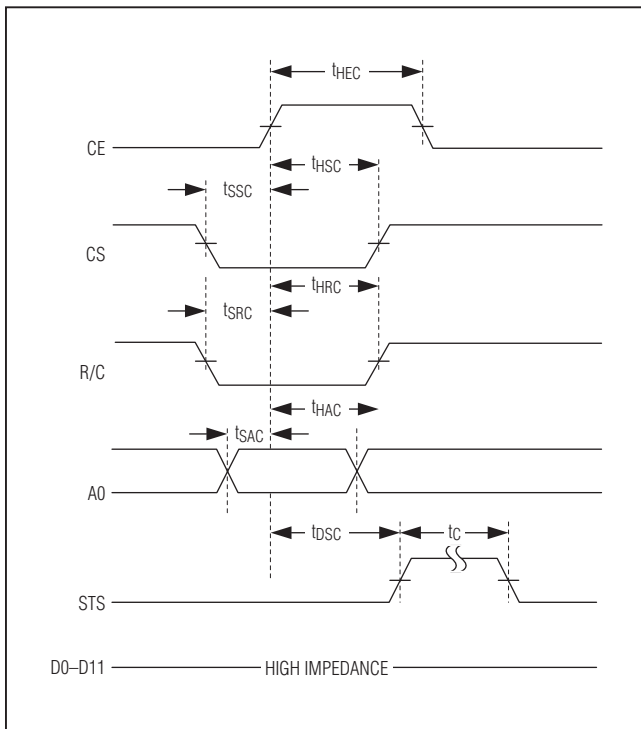 tHEC
CE
tHSC
tSSC
CS
tHRC
tSRC
R/C
tHAC
tSAC
A0
tDSC
tC
STS
D0–D11
HIGH IMPEDANCE